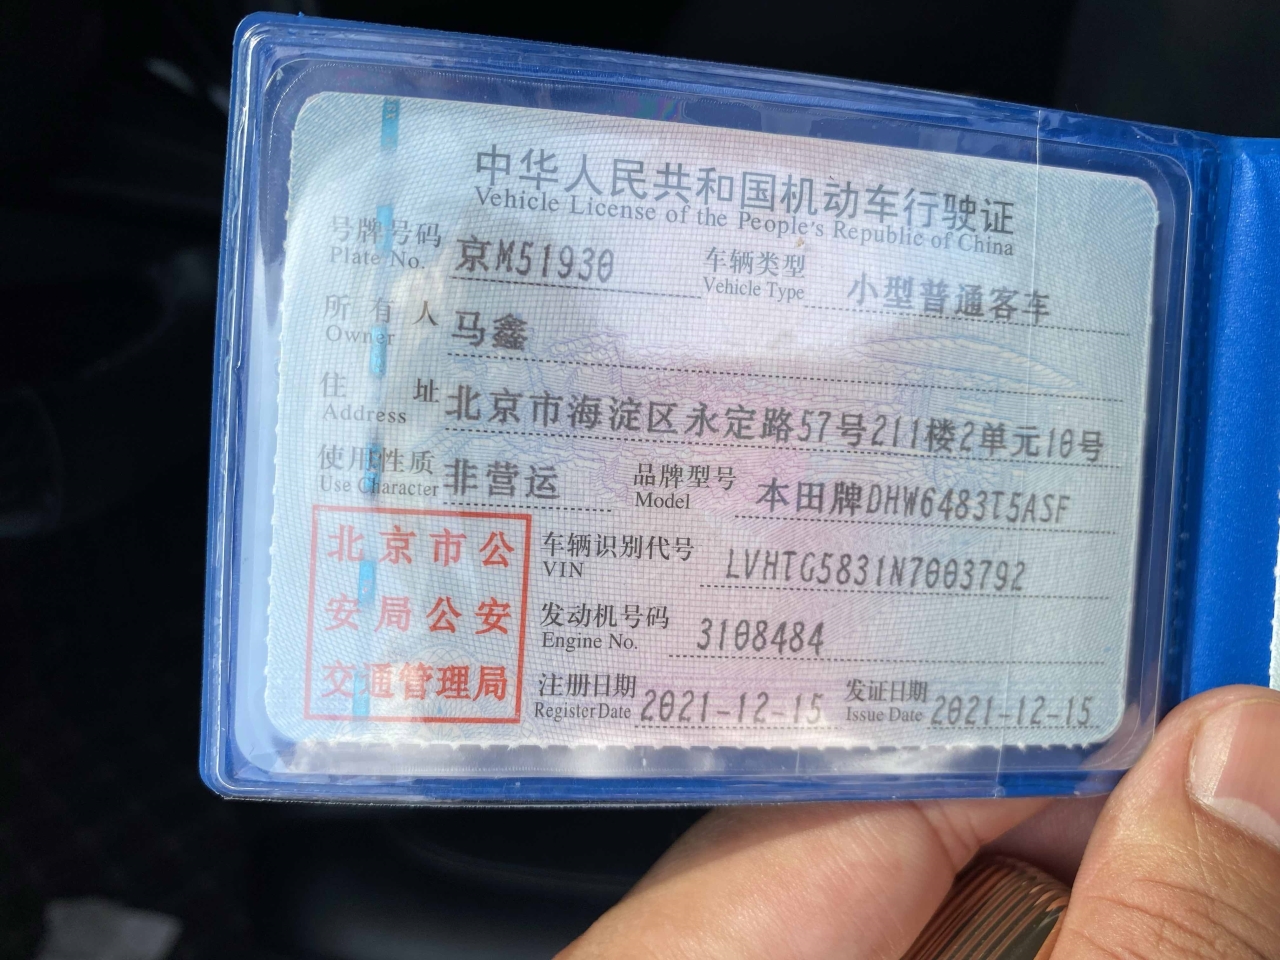 中华人民共和国机动车行驶证
Vehicle License of the People's Republic of China
号牌号码 京M51930 车辆类型 小型普通客车
Plate No. Vehicle Type
所有人 马鑫
Owner
住址 北京市海淀区永定路57号211楼2单元10号
Address
使用性质 非营运 品牌型号 本田牌DHW6483T5ASF
Use Character Model
北京市公
安局公安
交通管理局
车辆识别代号 LVHTG5831N7003792
VIN
发动机号码 3108484
Engine No.
注册日期 2021-12-15 发证日期 2021-12-15
Register Date Issue Date